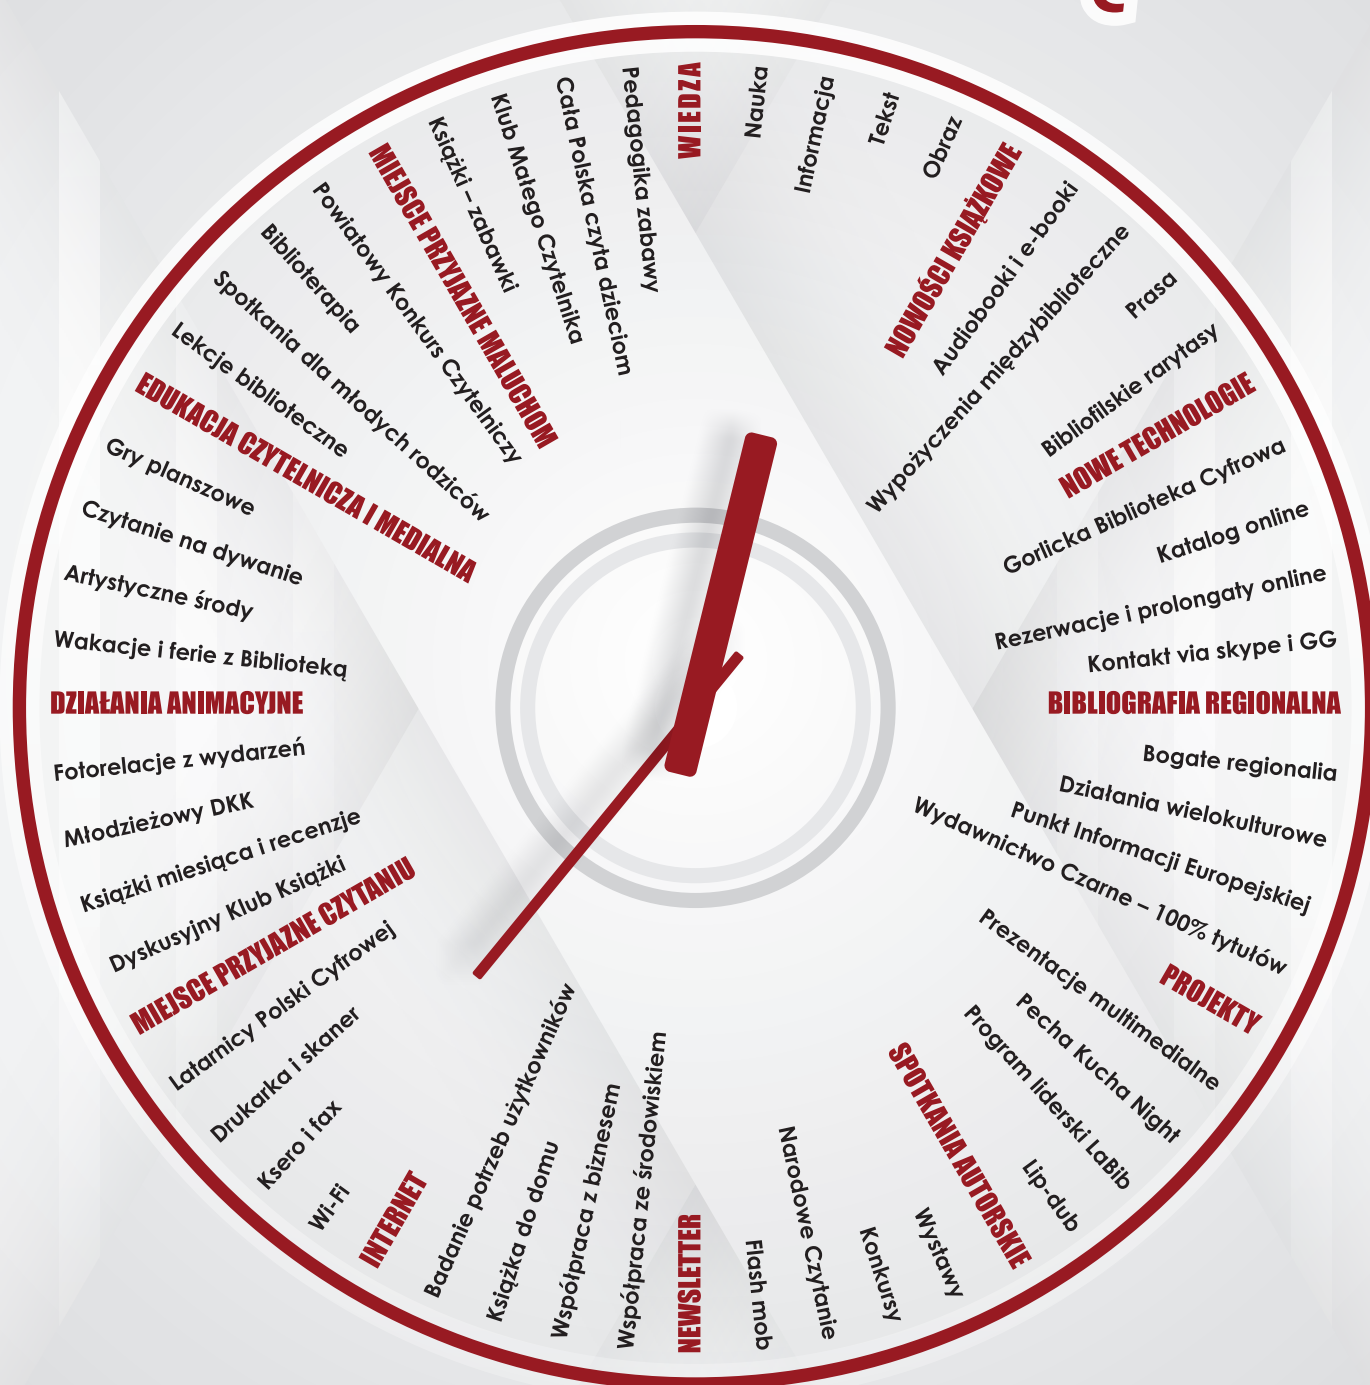 WIEDZA
Nauka
Informacja
Tekst
Obraz
NOWOŚCI KSIĄŻKOWE
Audiobooki i e-booki
Wypożyczenia międzybiblioteczne
Prasa
Bibliofilskie rarytasy
NOWE TECHNOLOGIE
Gorlicka Biblioteka Cyfrowa
Katalog online
Rezerwacje i prolongaty online
Kontakt via skype i GG
BIBLIOGRAFIA REGIONALNA
Bogate regionalia
Działania wielokulturowe
Punkt Informacji Europejskiej
Wydawnictwo Czarne – 100% tytułów
PROJEKTY
Prezentacje multimedialne
Pecha Kucha Night
Program liderski LaBib
Lip-dub
SPOTKANIA AUTORSKIE
Wystawy
Konkursy
Narodowe Czytanie
Flash mob
NEWSLETTER
Współpraca ze środowiskiem
Współpraca z biznesem
Książka do domu
Badanie potrzeb użytkowników
INTERNET
Wi-Fi
Ksero i fax
Drukarka i skaner
Latarnicy Polski Cyfrowej
MIEJSCE PRZYJAZNE CZYTANIU
Dyskusyjny Klub Książki
Książki miesiąca i recenzje
Młodzieżowy DKK
Fotorelacje z wydarzeń
DZIAŁANIA ANIMACYJNE
Wakacje i ferie z Biblioteką
Artystyczne środy
Czytanie na dywanie
Gry planszowe
EDUKACJA CZYTELNICZA I MEDIALNA
Lekcje biblioteczne
Spotkania dla młodych rodziców
Biblioterapia
Powiatowy Konkurs Czytelniczy
MIEJSCE PRZYJAZNE MALUCHOM
Książki – zabawki
Klub Małego Czytelnika
Cała Polska czyta dzieciom
Pedagogika zabawy